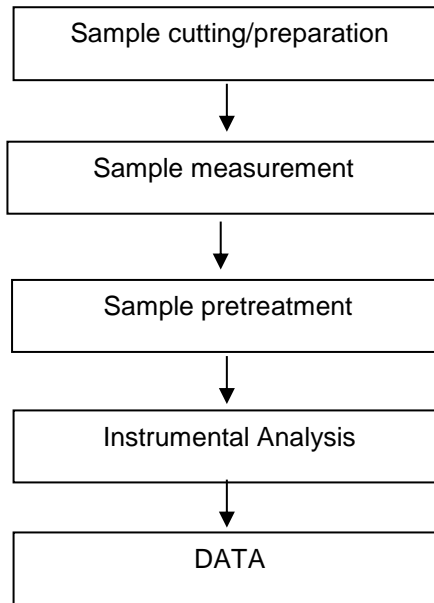 Sample cutting/preparation
Sample measurement
Sample pretreatment
Instrumental Analysis
DATA